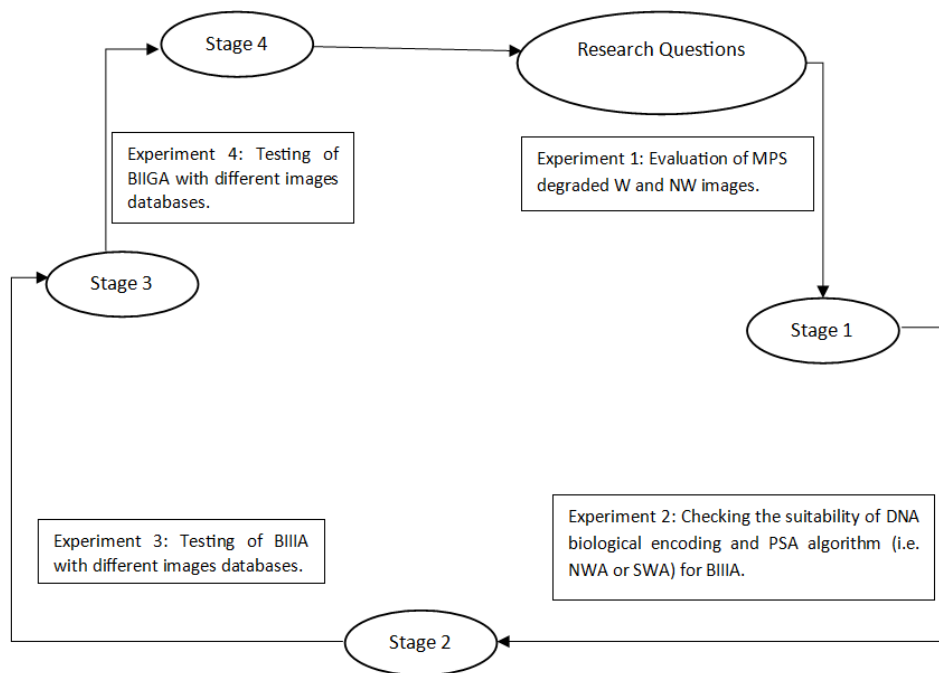 Stage 4
Research Questions
Experiment 4: Testing of
BIIGA with different images
databases.
Experiment 1: Evaluation of MPS
degraded W and NW images.
Stage 3
Stage 1
Experiment 3: Testing of BIIIA
with different images databases.
Experiment 2: Checking the suitability of DNA
biological encoding and PSA algorithm (i.e.
NWA or SWA) for BIIIA.
Stage 2